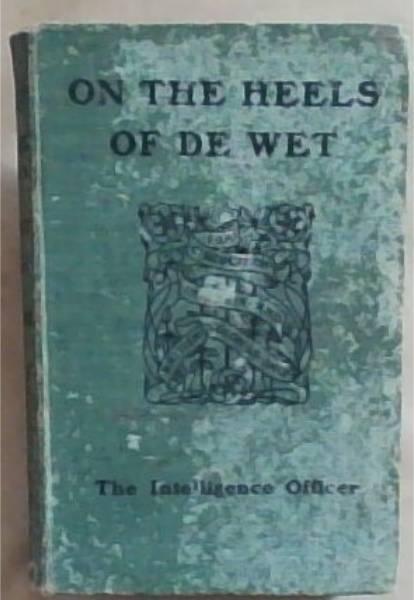 ON THE HEELS
OF DE WET
The Intelligence Officer